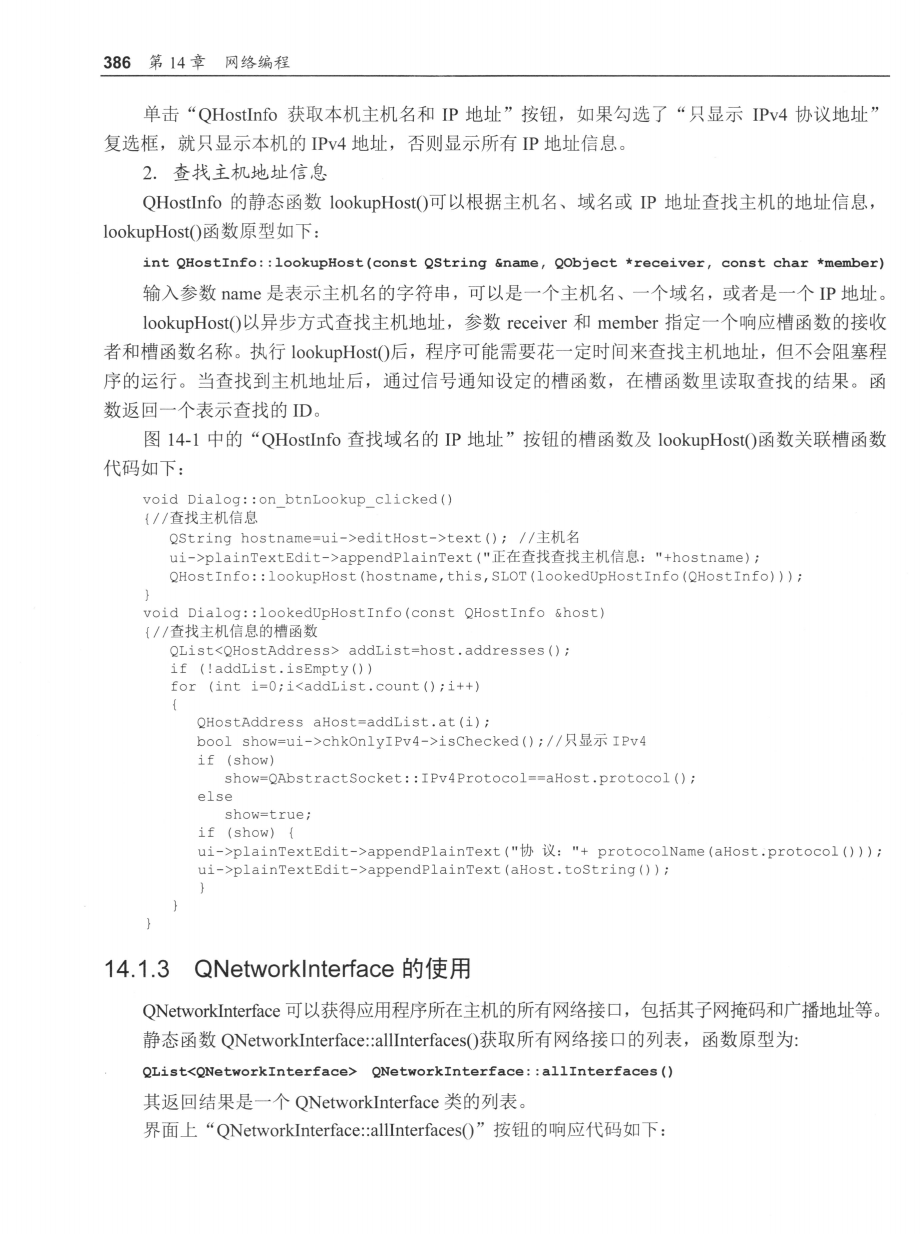 386 第 14 章 网络编程
单击“QHostInfo 获取本机主机名和 IP 地址”按钮，如果勾选了“只显示 IPv4 协议地址”
复选框，就只显示本机的 IPv4 地址，否则显示所有 IP 地址信息。
2. 查找主机地址信息
QHostInfo 的静态函数 lookupHost()可以根据主机名、域名或 IP 地址查找主机的地址信息，
lookupHost()函数原型如下：
int QHostInfo::lookupHost(const QString &name, QObject *receiver, const char *member)
输入参数 name 是表示主机名的字符串，可以是一个主机名、一个域名，或者是一个 IP 地址。
lookupHost()以异步方式查找主机地址，参数 receiver 和 member 指定一个响应槽函数的接收
者和槽函数名称。执行 lookupHost()后，程序可能需要花一定时间来查找主机地址，但不会阻塞程
序的运行。当查找到主机地址后，通过信号通知设定的槽函数，在槽函数里读取查找的结果。函
数返回一个表示查找的 ID。
图 14-1 中的“QHostInfo 查找域名的 IP 地址”按钮的槽函数及 lookupHost()函数关联槽函数
代码如下：
void Dialog::on_btnLookup_clicked()
{//查找主机信息
QString hostname=ui->editHost->text(); //主机名
ui->plainTextEdit->appendPlainText("正在查找查找主机信息："+hostname);
QHostInfo::lookupHost(hostname,this,SLOT(lookedUpHostInfo(QHostInfo)));
}
void Dialog::lookedUpHostInfo(const QHostInfo &host)
{//查找主机信息的槽函数
QList<QHostAddress> addList=host.addresses();
if (!addList.isEmpty())
for (int i=0;i<addList.count();i++)
{
QHostAddress aHost=addList.at(i);
bool show=ui->chkOnlyIPv4->isChecked();//只显示 IPv4
if (show)
show=QAbstractSocket::IPv4Protocol==aHost.protocol();
else
show=true;
if (show) {
ui->plainTextEdit->appendPlainText("协 议："+ protocolName(aHost.protocol()));
ui->plainTextEdit->appendPlainText(aHost.toString());
}
}
}
14.1.3 QNetworkInterface 的使用
QNetworkInterface 可以获得应用程序所在主机的所有网络接口，包括其子网掩码和广播地址等。
静态函数 QNetworkInterface::allInterfaces()获取所有网络接口的列表，函数原型为:
QList<QNetworkInterface> QNetworkInterface::allInterfaces()
其返回结果是一个 QNetworkInterface 类的列表。
界面上“QNetworkInterface::allInterfaces()”按钮的响应代码如下：